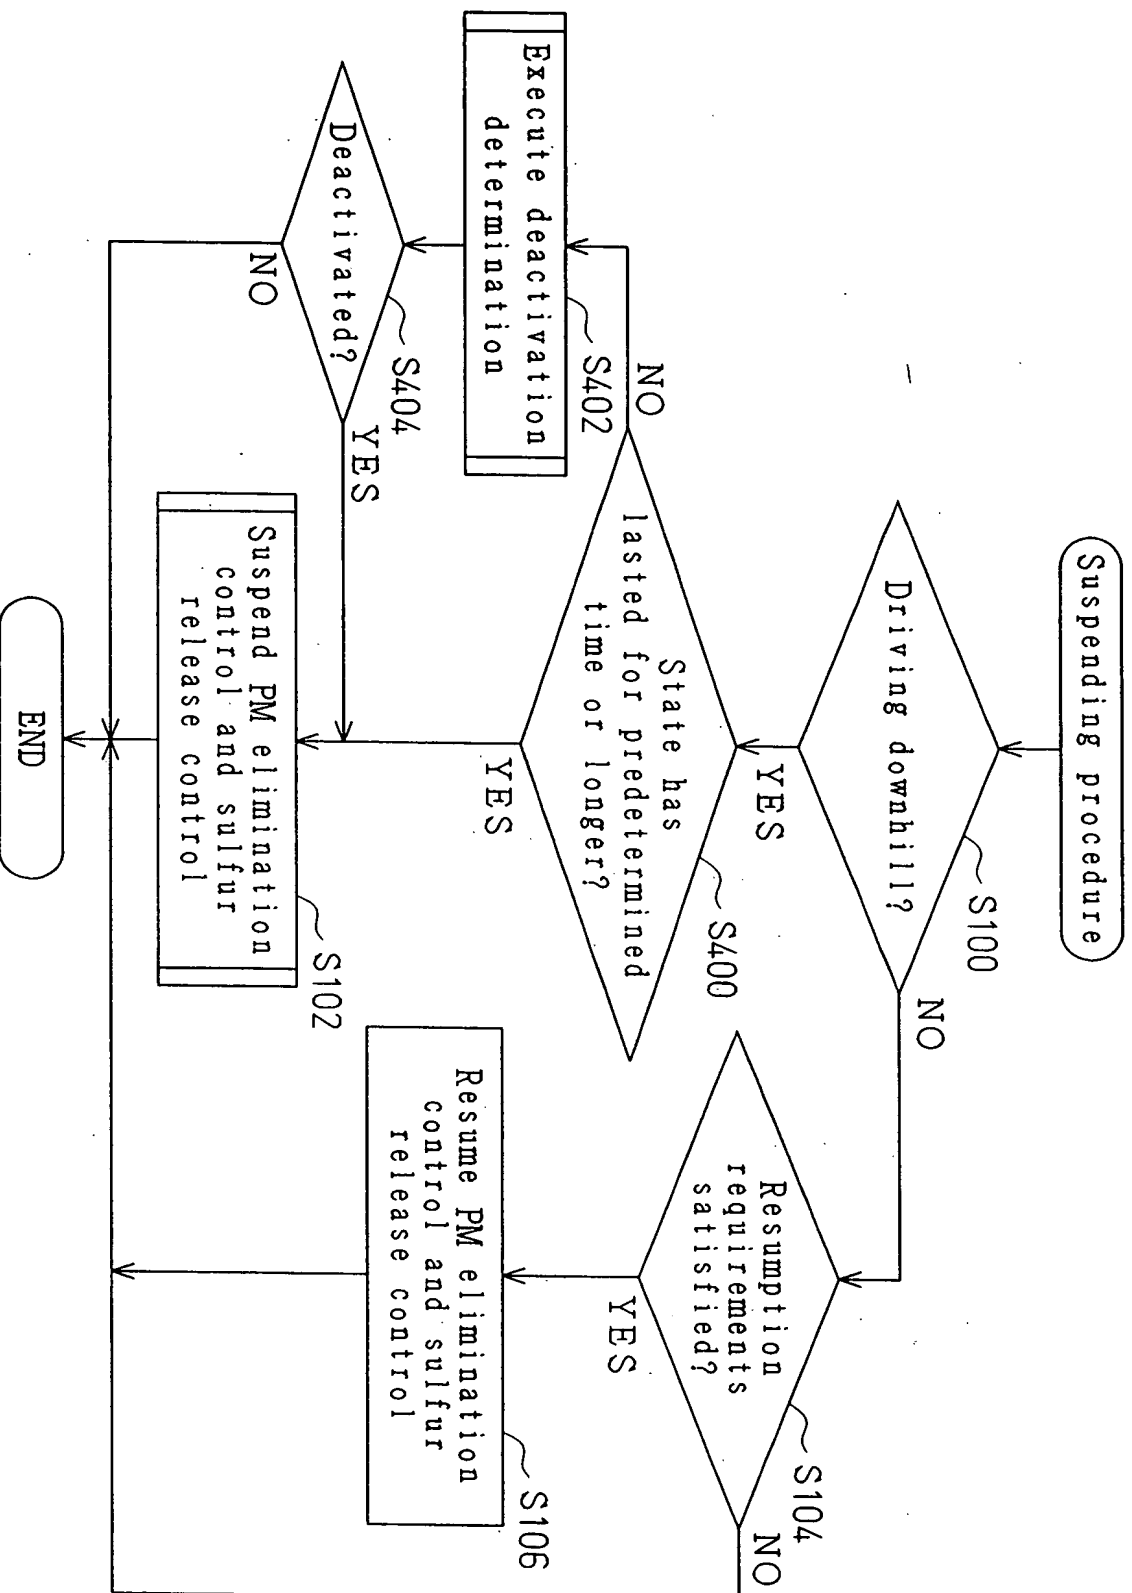 Suspending procedure
S100
Driving downhill?
NO
YES
S400
State has
lasted for predetermined
time or longer?
NO
YES
S402
Execute deactivation
determination
S404
Deactivated?
YES
NO
S102
Suspend PM elimination
control and sulfur
release control
S104
Resumption
requirements
satisfied?
NO
YES
S106
Resume PM elimination
control and sulfur
release control
END